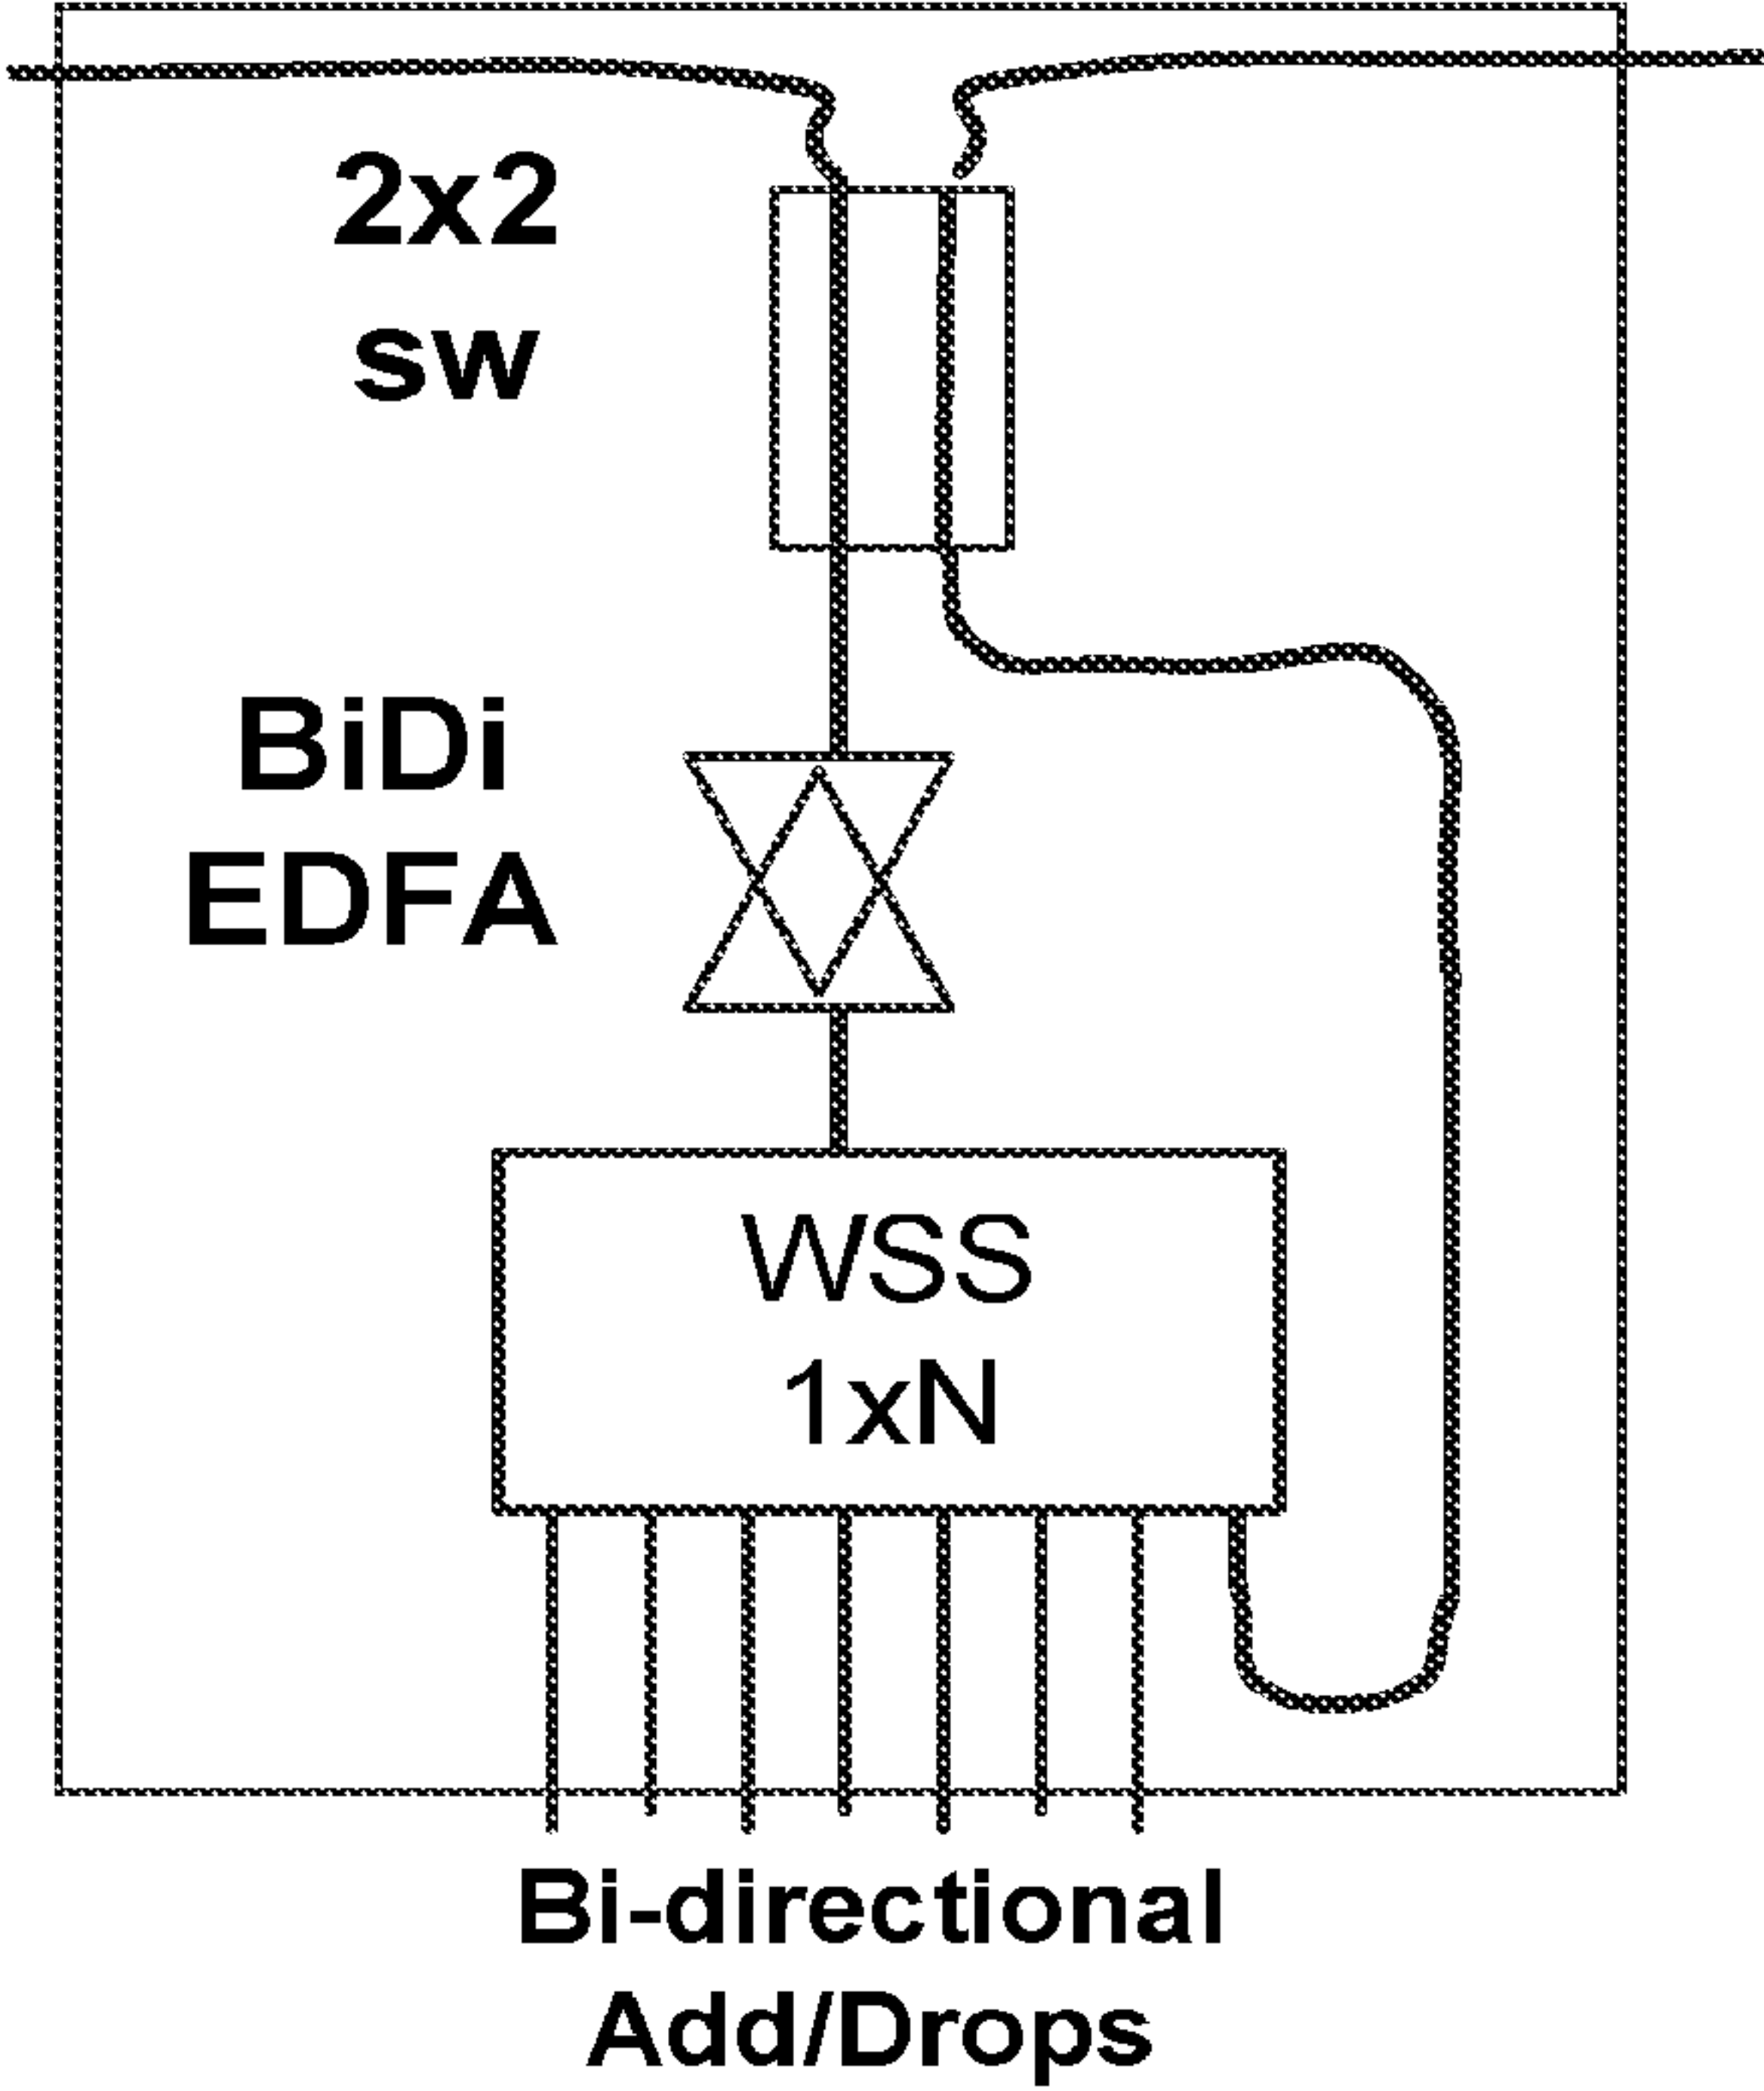 2x2
sw
BiDi
EDFA
WSS
1xN
Bi-directional
Add/Drops